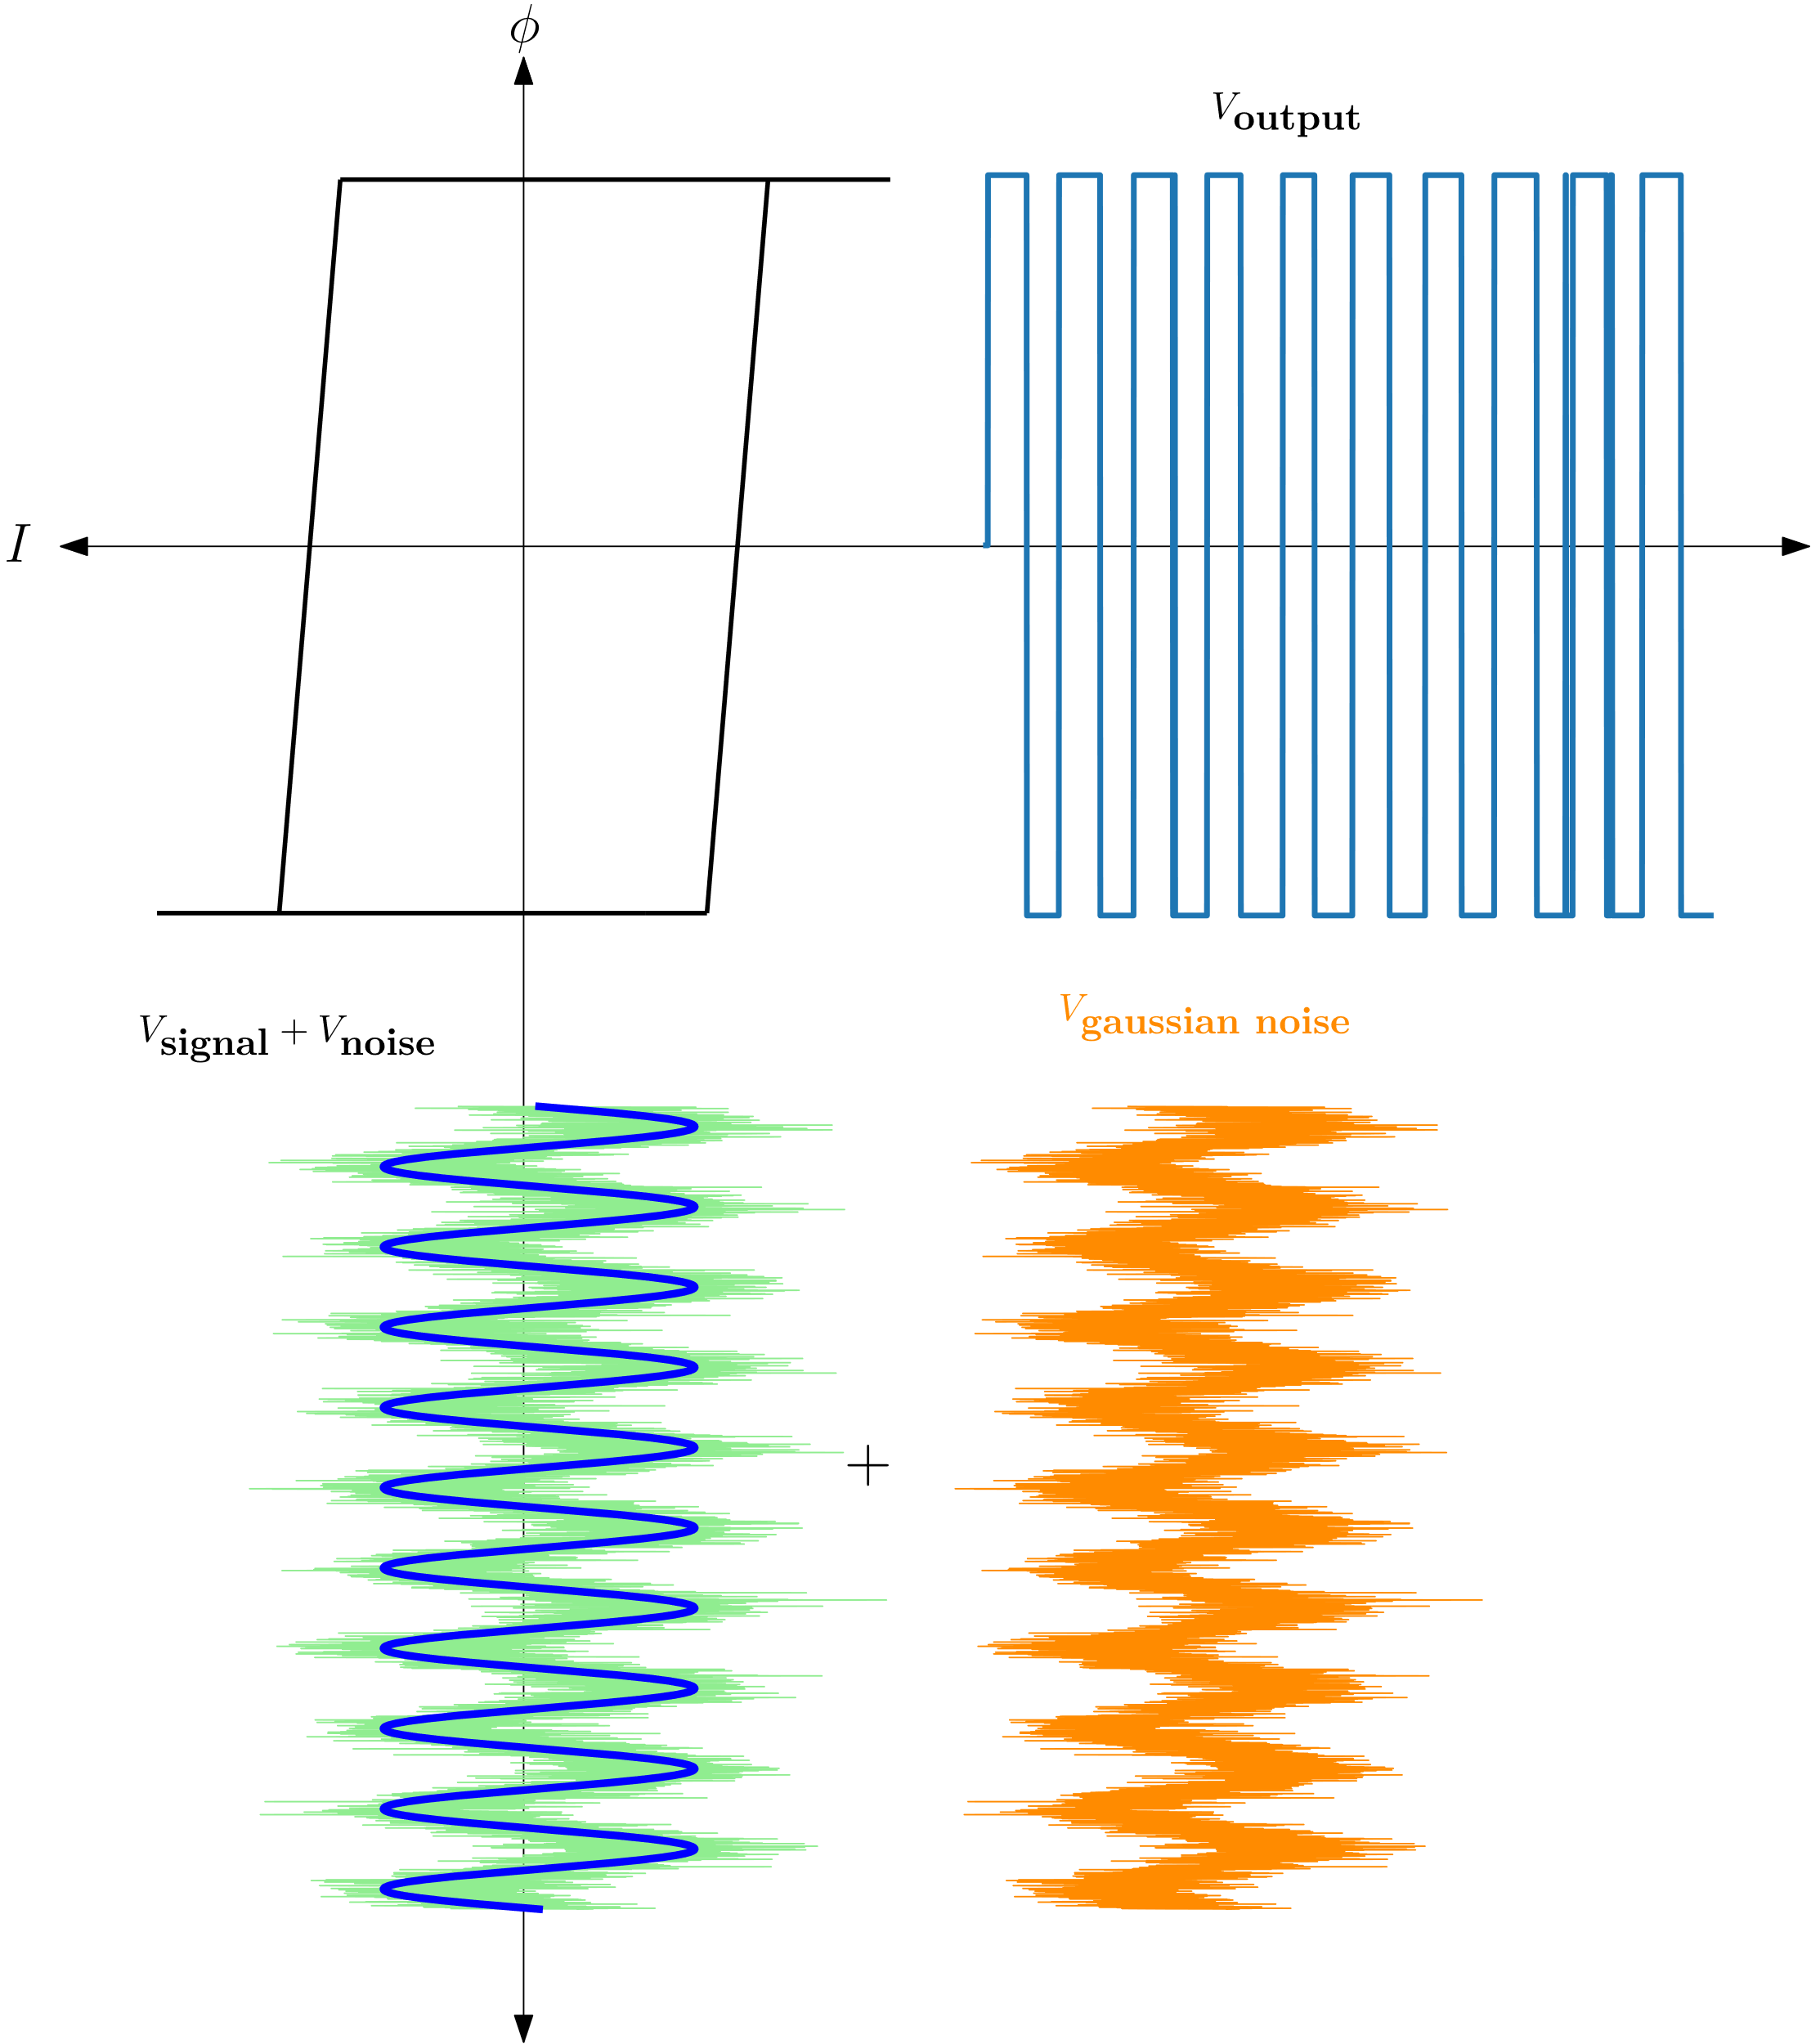 ϕ
V_output
I
V_signal + V_noise
V_gaussian noise
+